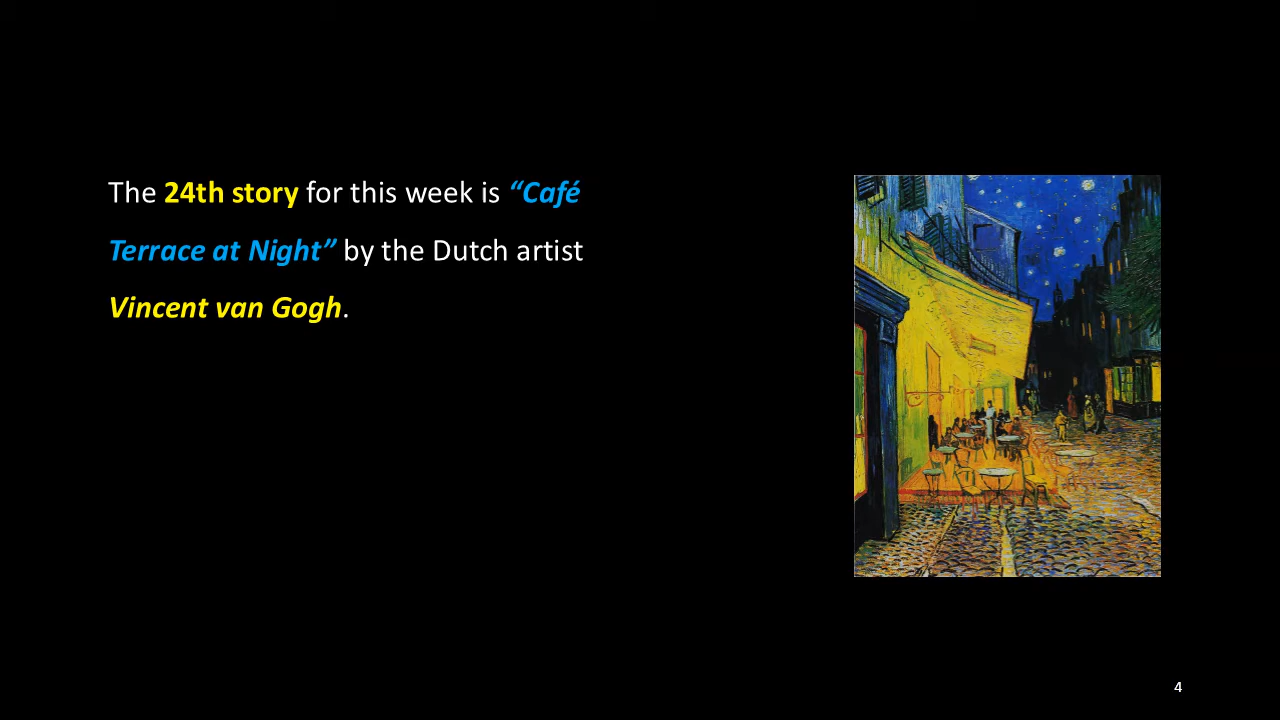 The 24th story for this week is “Café
Terrace at Night” by the Dutch artist
Vincent van Gogh.
4